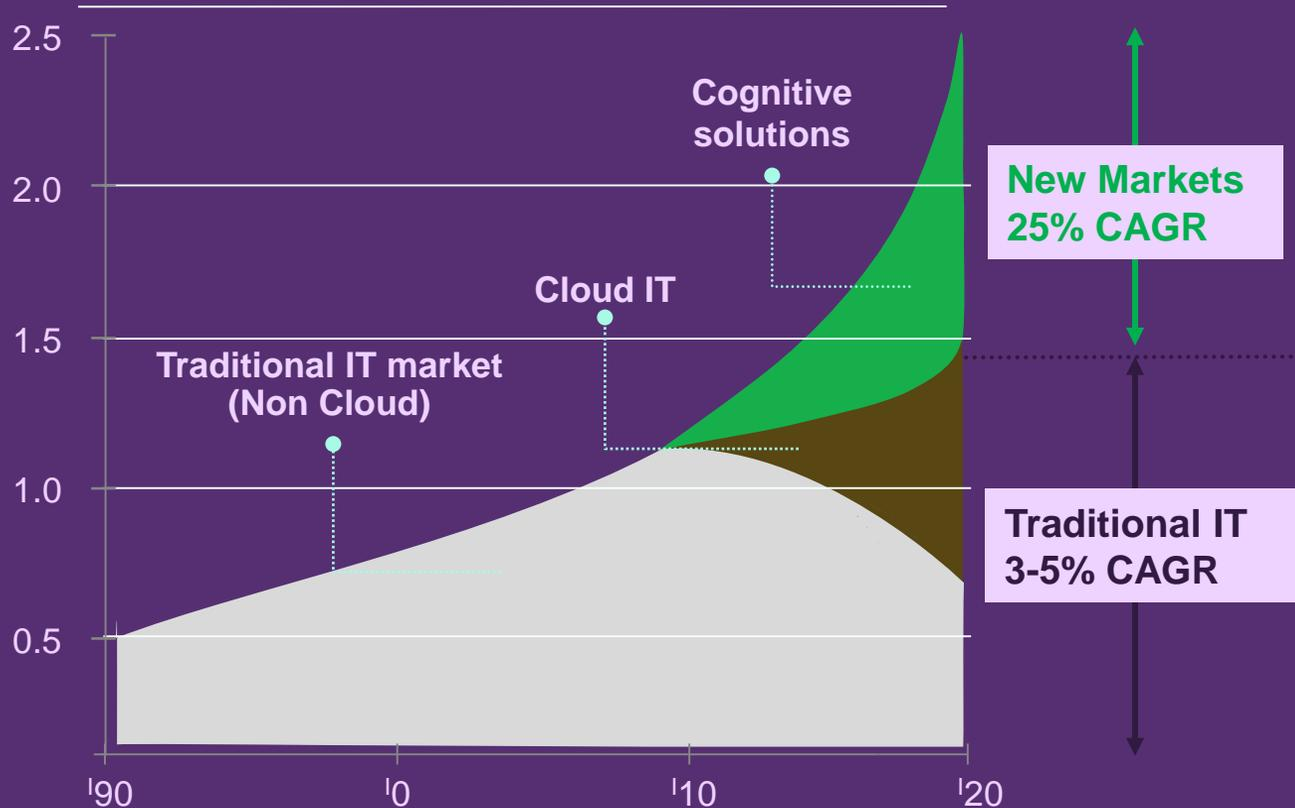 2.5
2.0
1.5
1.0
0.5
Cognitive
solutions
Cloud IT
Traditional IT market
(Non Cloud)
New Markets
25% CAGR
Traditional IT
3-5% CAGR
'90
'0
'10
'20